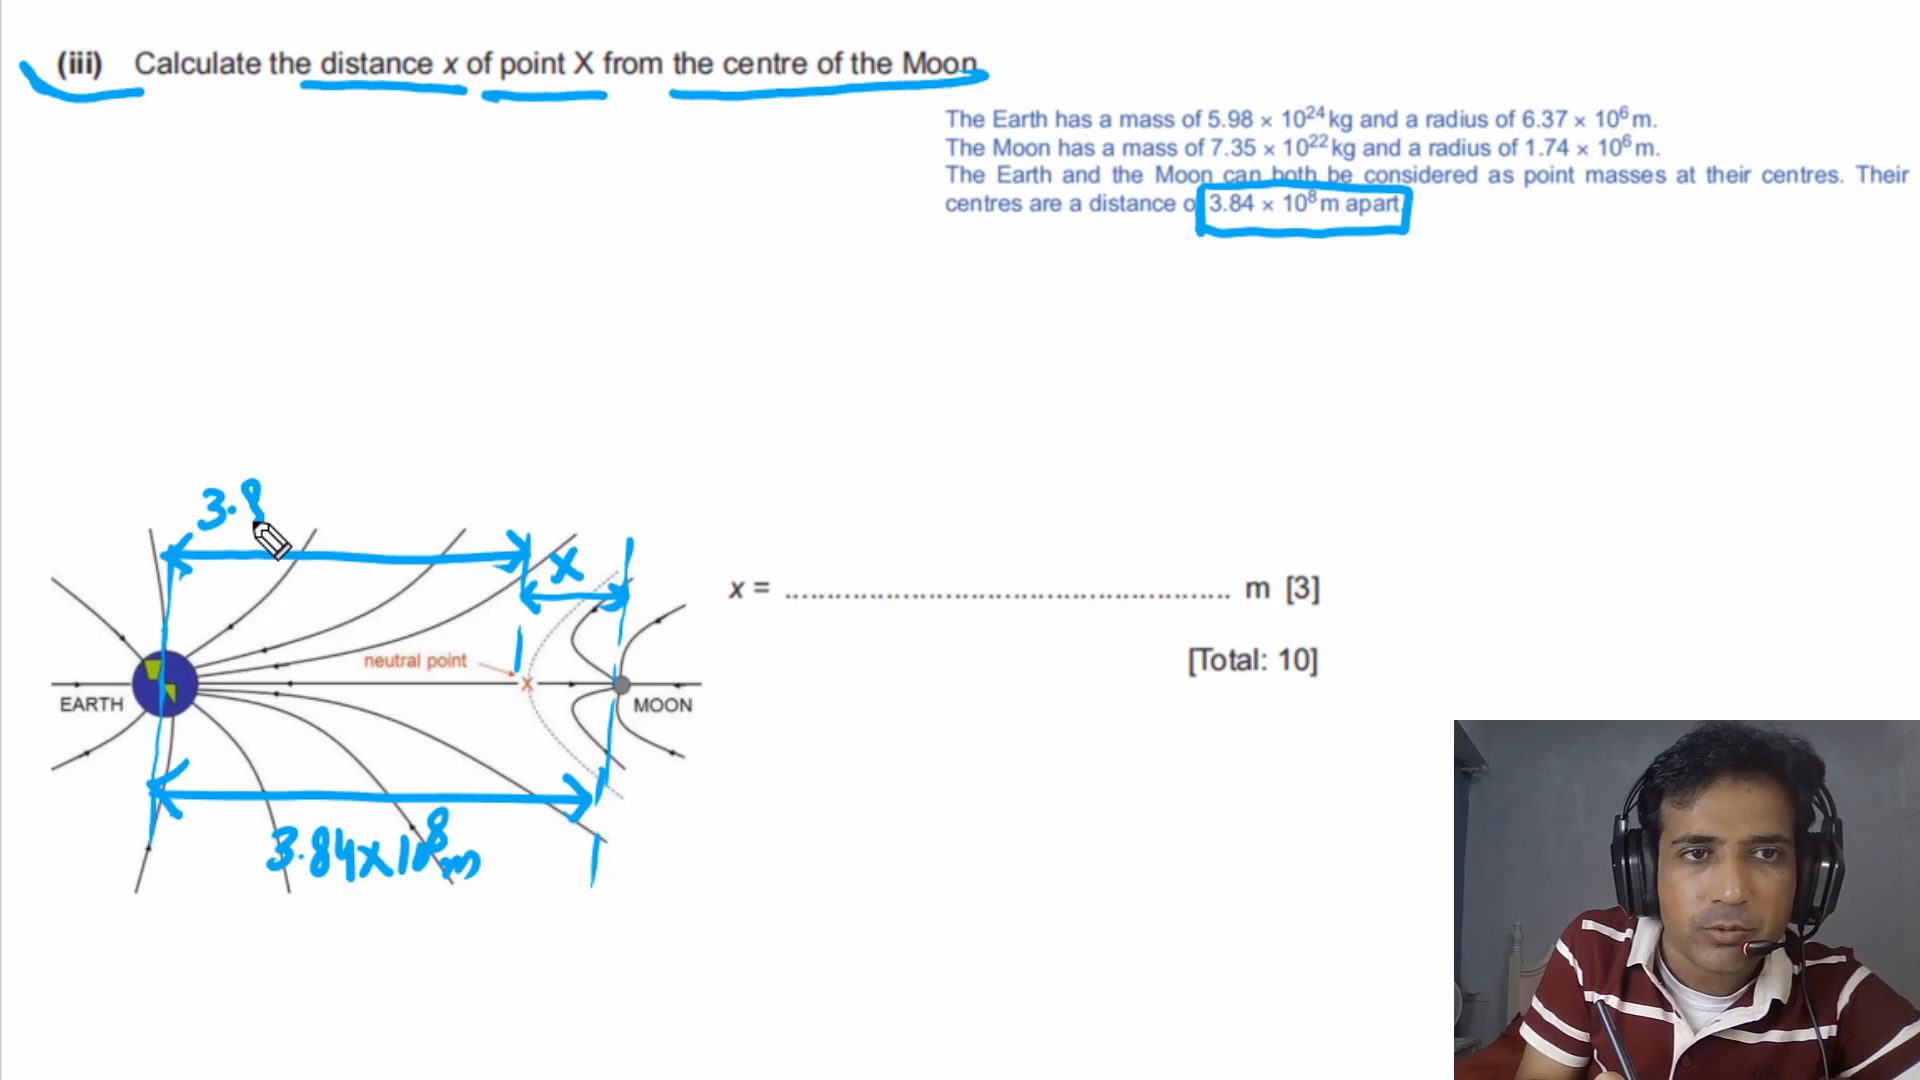 (iii) Calculate the distance x of point X from the centre of the Moon
The Earth has a mass of 5.98 × 10²⁴ kg and a radius of 6.37 × 10⁶ m.
The Moon has a mass of 7.35 × 10²² kg and a radius of 1.74 × 10⁶ m.
The Earth and the Moon can both be considered as point masses at their centres. Their
centres are a distance o 3.84 × 10⁸ m apart
3.8
X
x = ........................................................ m [3]
neutral point
X
[Total: 10]
EARTH
MOON
3.84x10⁸m